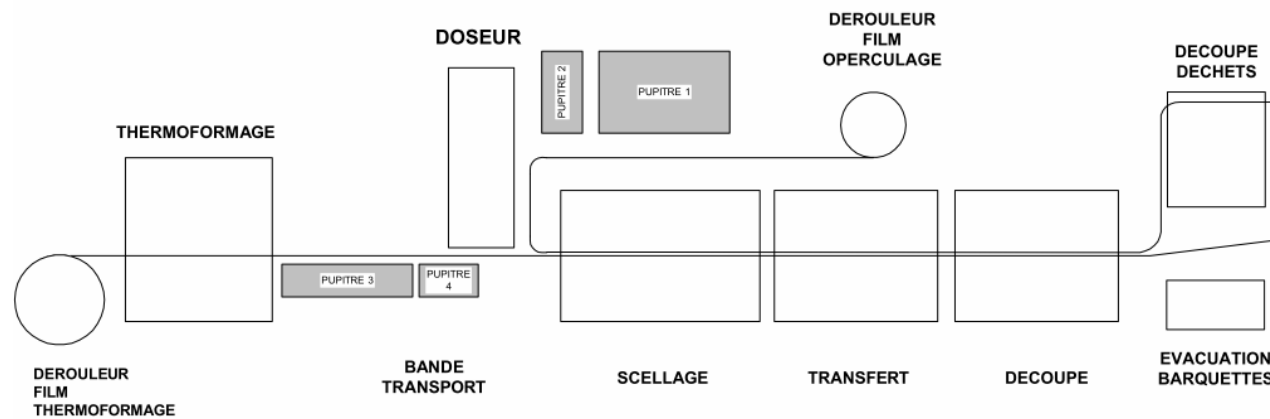 DEROULEUR
FILM
OPERCULAGE
DOSEUR
DECOUPE
DECHETS
PUPITRE 2
PUPITRE 1
THERMOFORMAGE
PUPITRE 3
PUPITRE
4
BANDE
TRANSPORT
SCELLAGE
TRANSFERT
DECOUPE
EVACUATION
BARQUETTES
DEROULEUR
FILM
THERMOFORMAGE